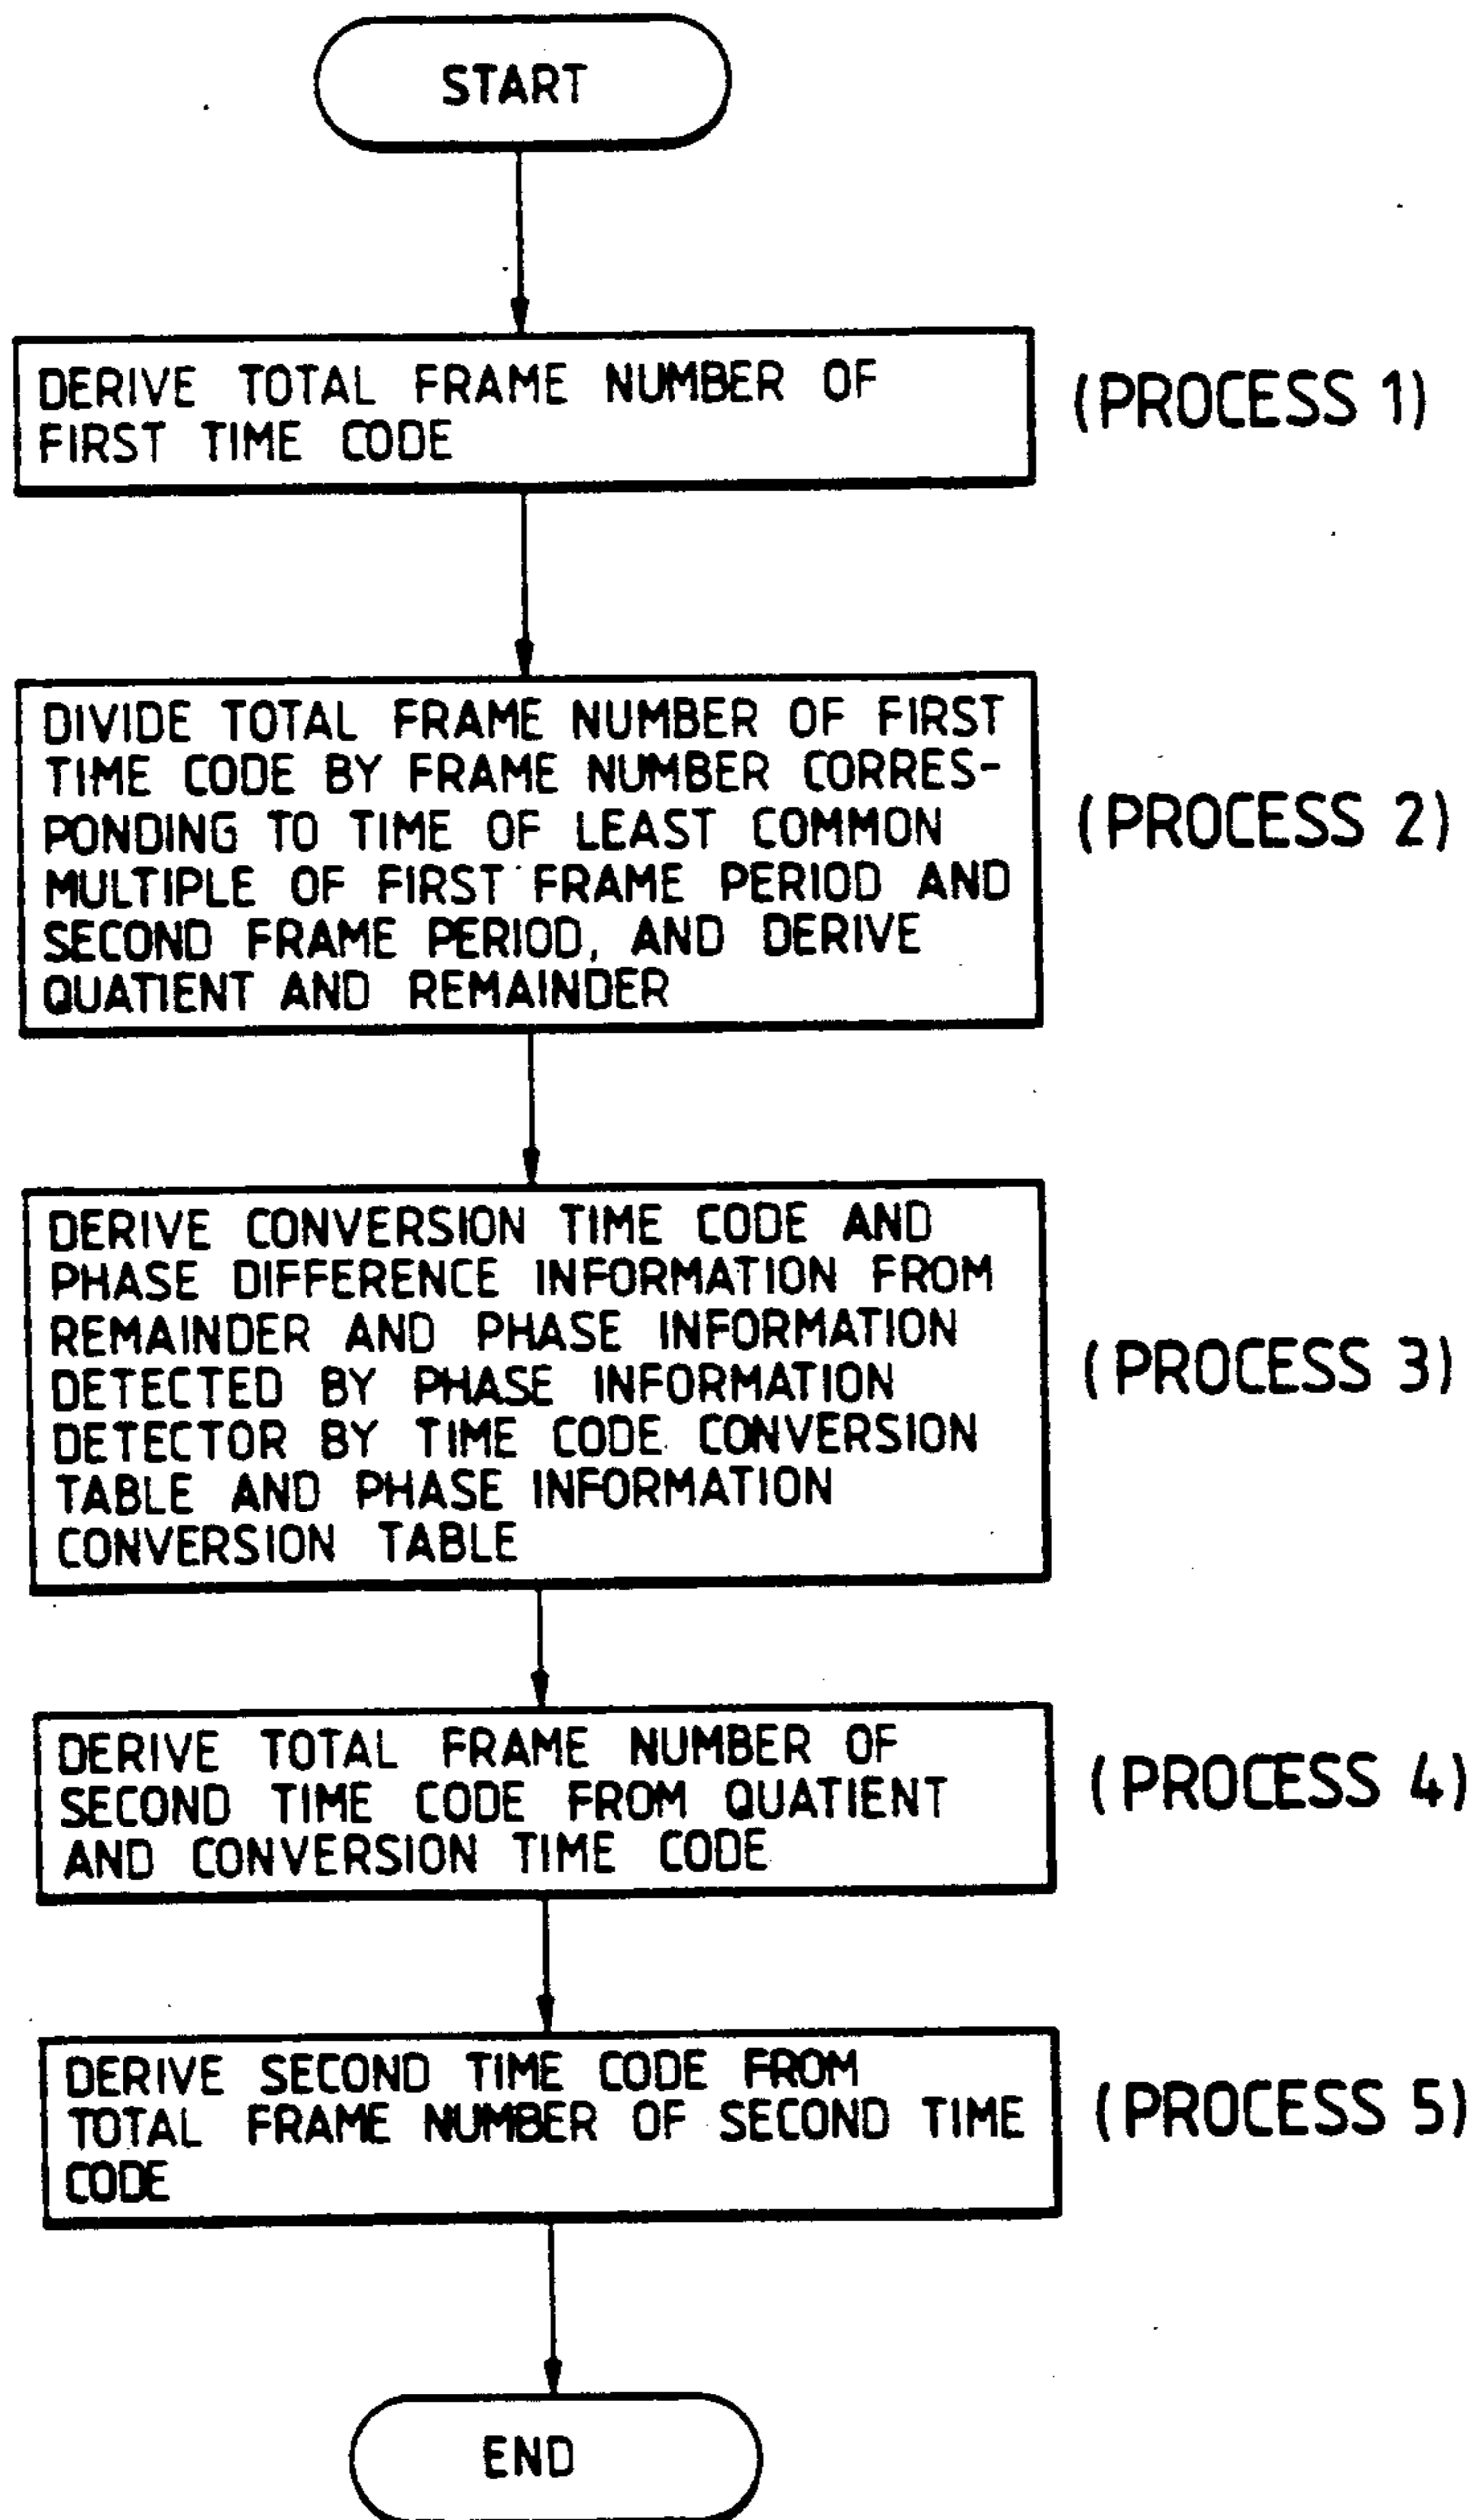 START
DERIVE TOTAL FRAME NUMBER OF
FIRST TIME CODE
(PROCESS 1)
DIVIDE TOTAL FRAME NUMBER OF FIRST
TIME CODE BY FRAME NUMBER CORRES-
PONDING TO TIME OF LEAST COMMON
MULTIPLE OF FIRST FRAME PERIOD AND
SECOND FRAME PERIOD, AND DERIVE
QUATIENT AND REMAINDER
(PROCESS 2)
DERIVE CONVERSION TIME CODE AND
PHASE DIFFERENCE INFORMATION FROM
REMAINDER AND PHASE INFORMATION
DETECTED BY PHASE INFORMATION
DETECTOR BY TIME CODE CONVERSION
TABLE AND PHASE INFORMATION
CONVERSION TABLE
(PROCESS 3)
DERIVE TOTAL FRAME NUMBER OF
SECOND TIME CODE FROM QUATIENT
AND CONVERSION TIME CODE
(PROCESS 4)
DERIVE SECOND TIME CODE FROM
TOTAL FRAME NUMBER OF SECOND TIME
CODE
(PROCESS 5)
END